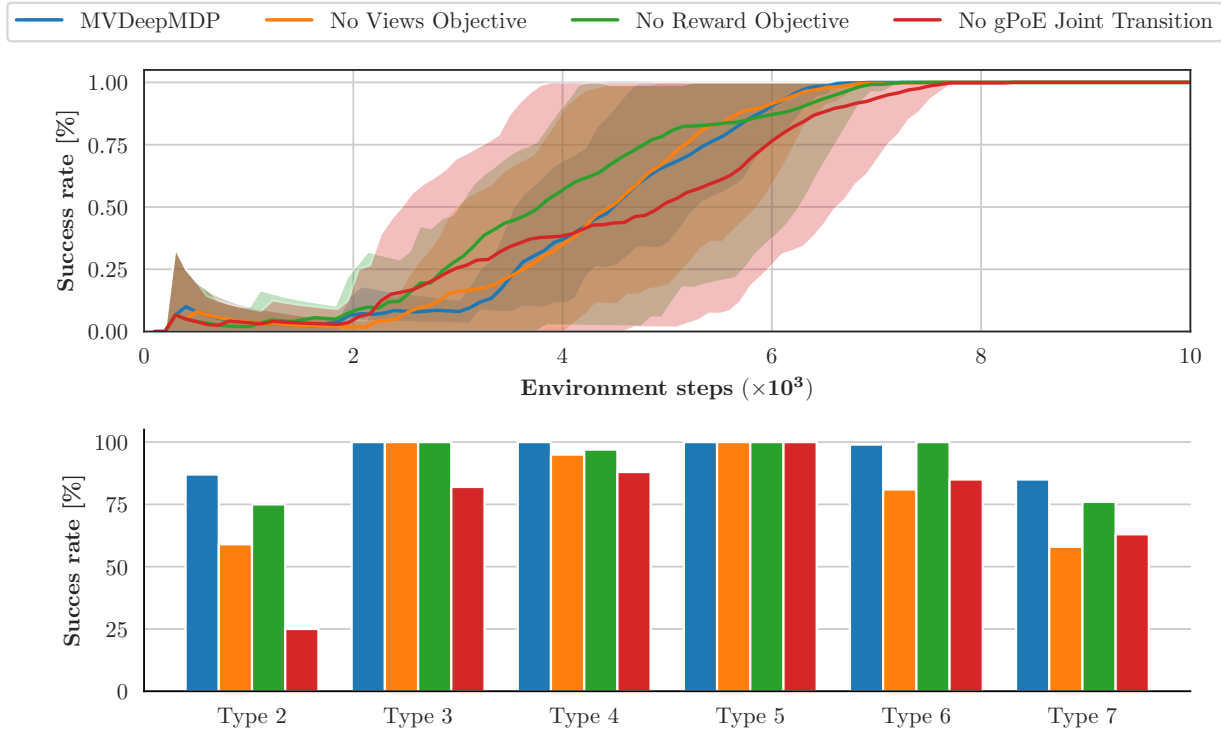 MVDeepMDP No Views Objective No Reward Objective No gPoE Joint Transition
1.00
0.75
0.50
0.25
0.00
Success rate [%]
0 2 4 6 8 10
Environment steps (×10³)
100
75
50
25
0
Succes rate [%]
Type 2 Type 3 Type 4 Type 5 Type 6 Type 7